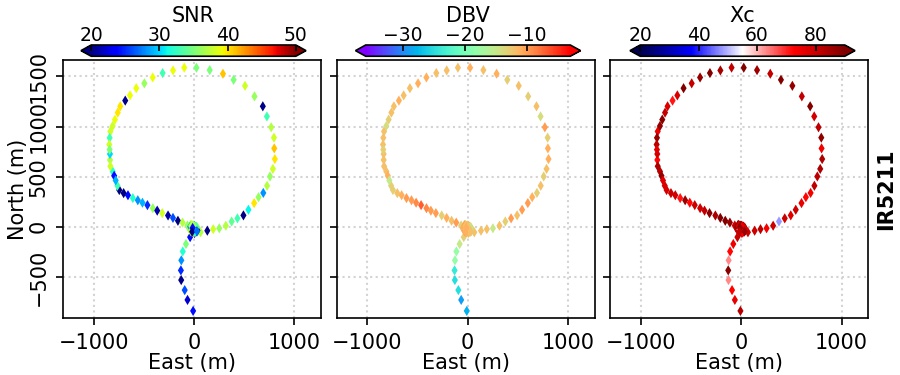 SNR DBV Xc
20 30 40 50 −30 −20 −10 20 40 60 80
North (m)
1500
1000
500
0
−500
IR5211
−1000 0 1000 −1000 0 1000 −1000 0 1000
East (m) East (m) East (m)